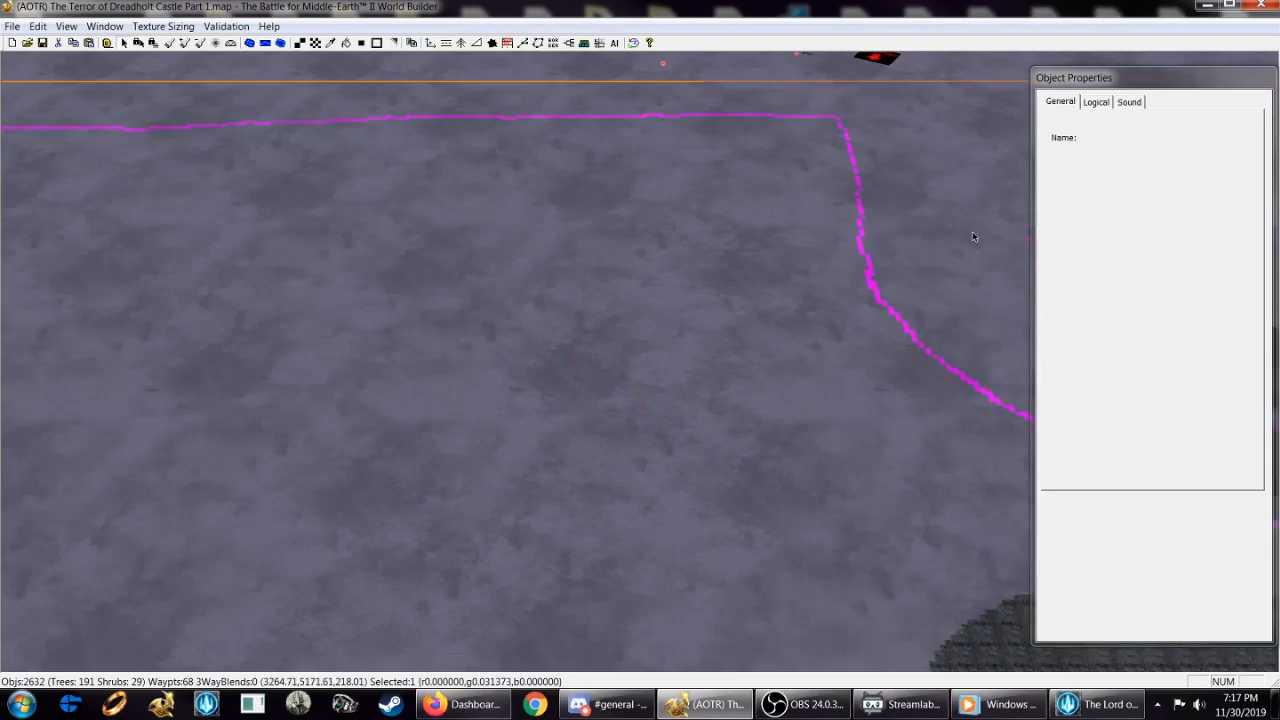 (AOTR) The Terror of Dreadholt Castle Part 1.map - The Battle for Middle-Earth™ II World Builder
File Edit View Window Texture Sizing Validation Help
AI
Object Properties
General Logical Sound
Name:
Objs:2632 (Trees: 191 Shrubs: 29) Waypts:68 3WayBlends:0 (3264.71,5171.61,218.01) Selected:1 {r0.000000,g0.031373,b0.000000}
NUM
Dashboar... #general -... (AOTR) Th... OBS 24.0.3... Streamlab... Windows ... The Lord o...
7:17 PM
11/30/2019